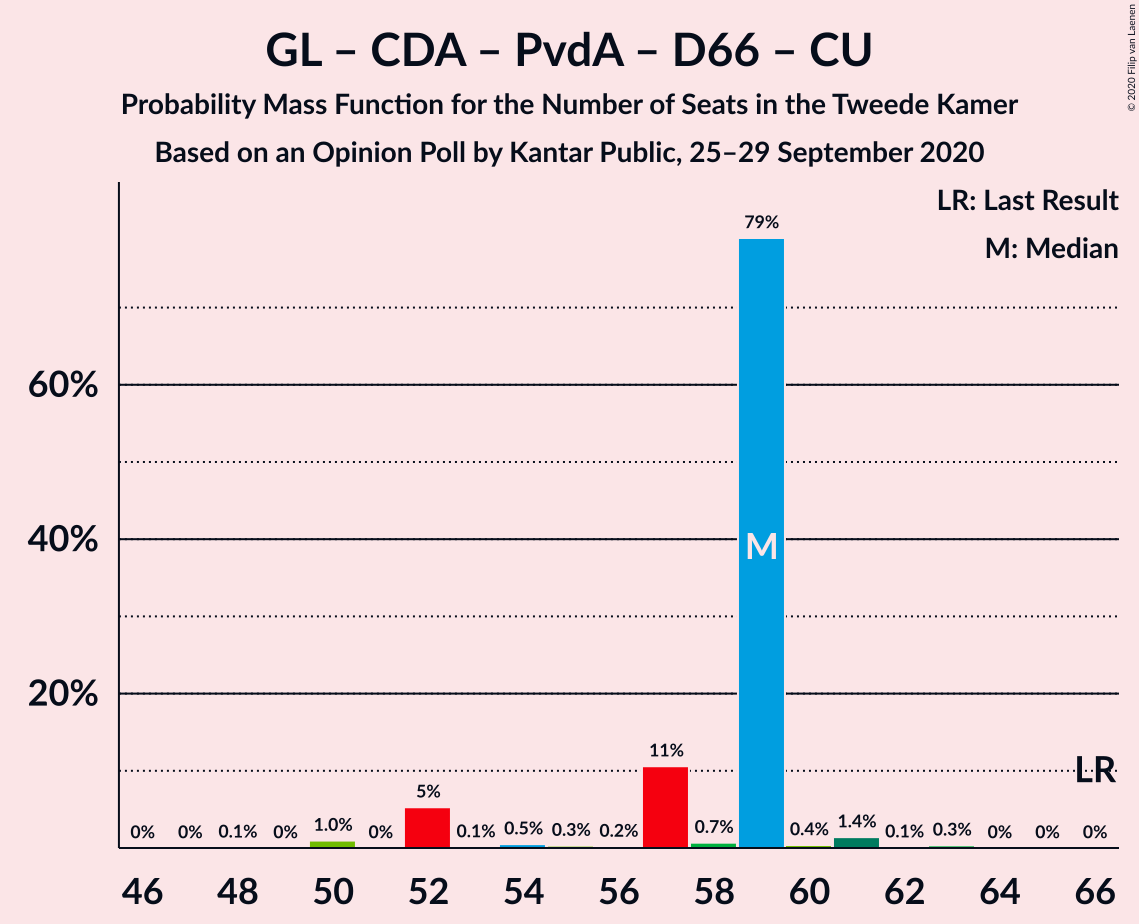 GL – CDA – PvdA – D66 – CU
Probability Mass Function for the Number of Seats in the Tweede Kamer
Based on an Opinion Poll by Kantar Public, 25–29 September 2020
© 2020 Filip van Laenen
LR: Last Result
M: Median
60%
40%
20%
0% 0% 0.1% 0% 1.0% 0% 5% 0.1% 0.5% 0.3% 0.2% 11% 0.7% 79% 0.4% 1.4% 0.1% 0.3% 0% 0% 0%
M
LR
46 48 50 52 54 56 58 60 62 64 66